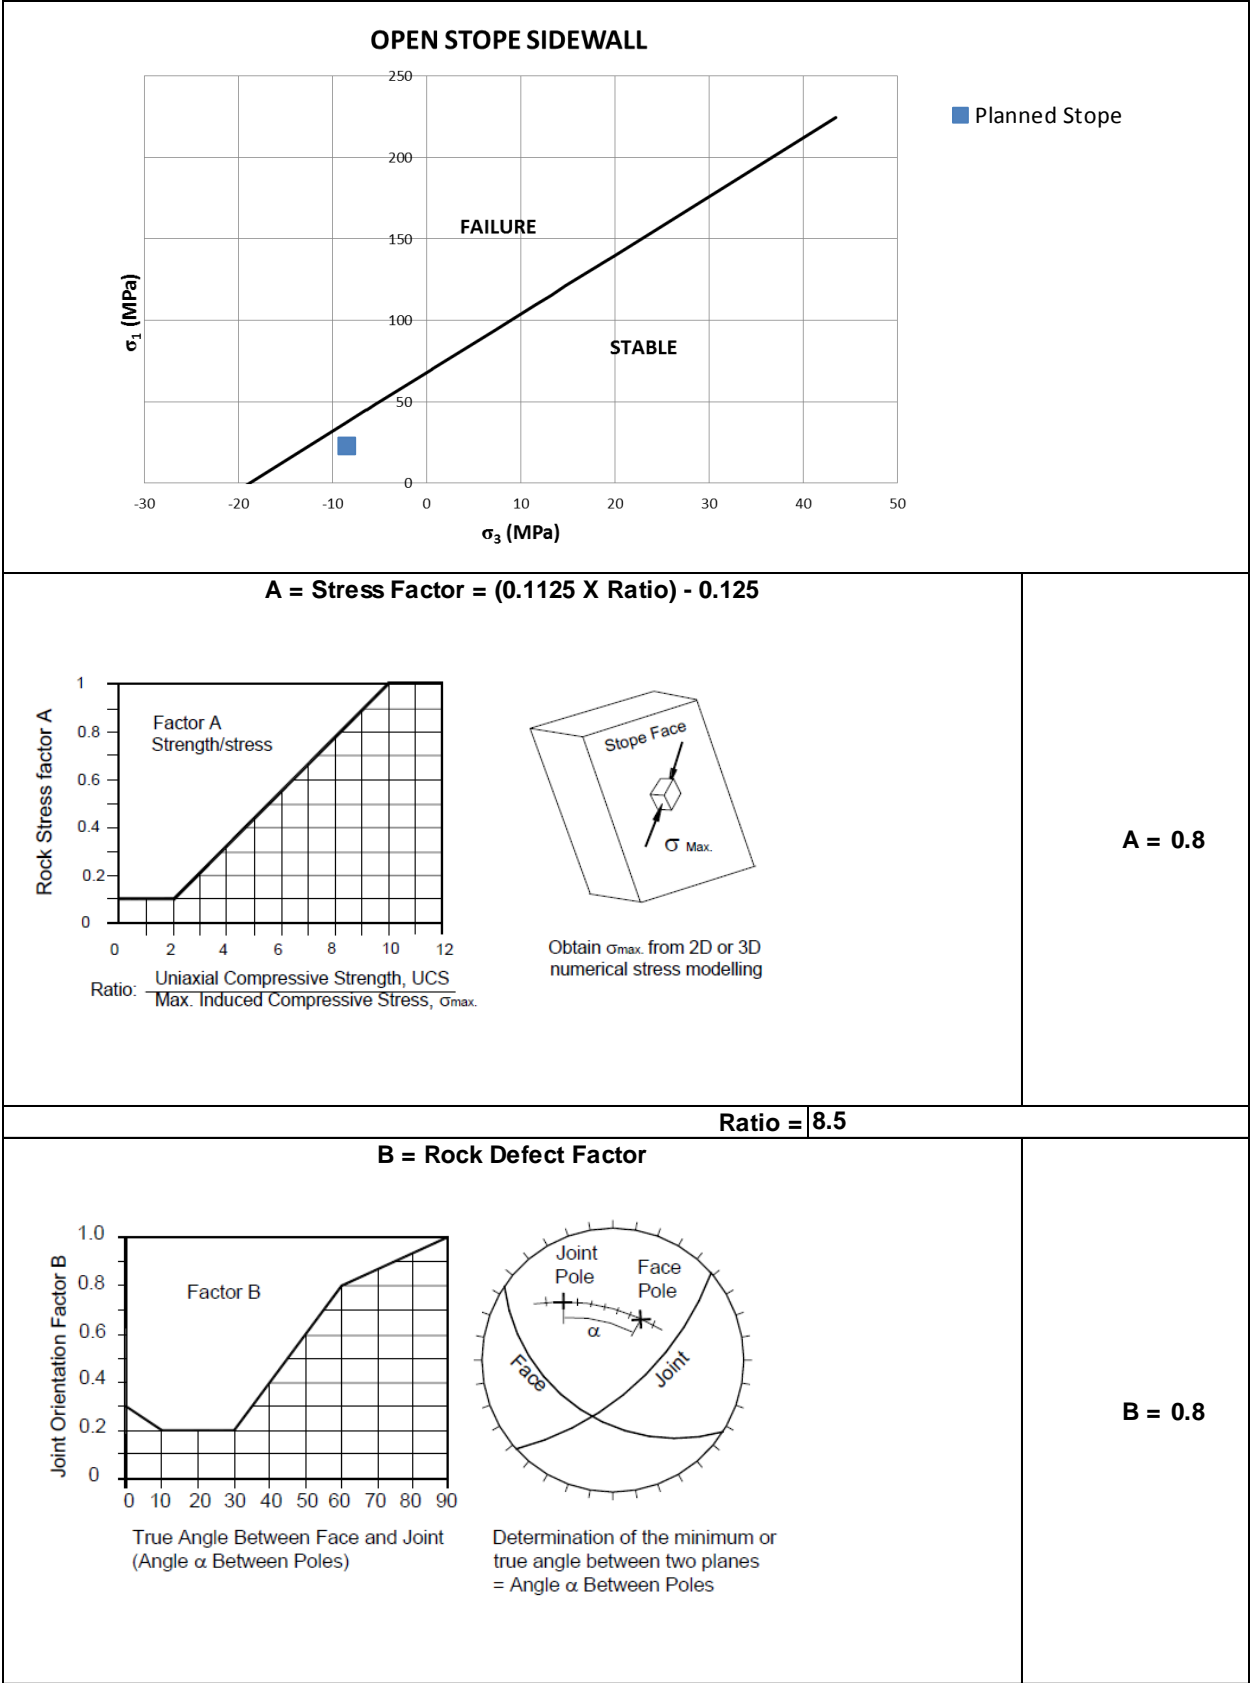 OPEN STOPE SIDEWALL
250
200
150
100
50
0
σ1 (MPa)
FAILURE
STABLE
Planned Stope
-30 -20 -10 0 10 20 30 40 50
σ3 (MPa)
A = Stress Factor = (0.1125 X Ratio) - 0.125
Rock Stress factor A
1
0.8
0.6
0.4
0.2
0
Factor A
Strength/stress
0 2 4 6 8 10 12
Ratio: Uniaxial Compressive Strength, UCS
Max. Induced Compressive Stress, σmax.
Stope Face
σ Max.
Obtain σmax. from 2D or 3D
numerical stress modelling
A = 0.8
Ratio = 8.5
B = Rock Defect Factor
Joint Orientation Factor B
1.0
0.8
0.6
0.4
0.2
0
Factor B
0 10 20 30 40 50 60 70 80 90
True Angle Between Face and Joint
(Angle α Between Poles)
Joint
Pole
Face
Pole
α
Face
Joint
Determination of the minimum or
true angle between two planes
= Angle α Between Poles
B = 0.8